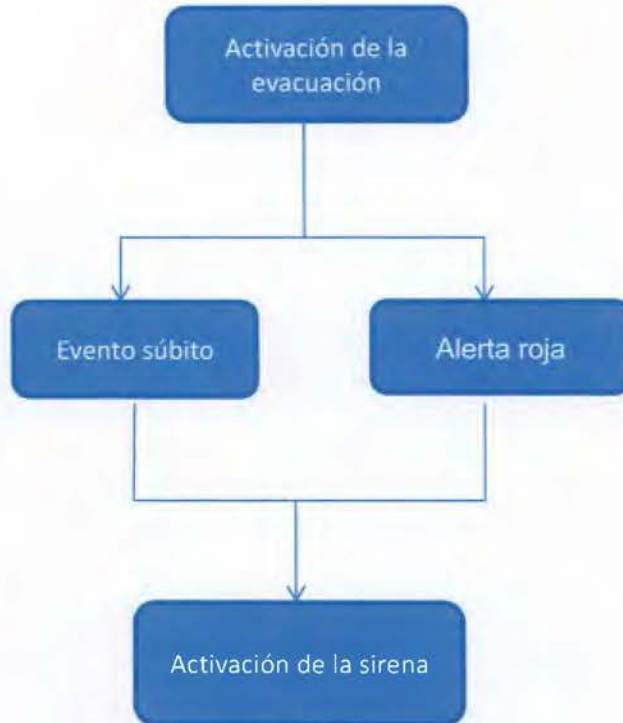 Activación de la
evacuación
Evento súbito
Alerta roja
Activación de la sirena